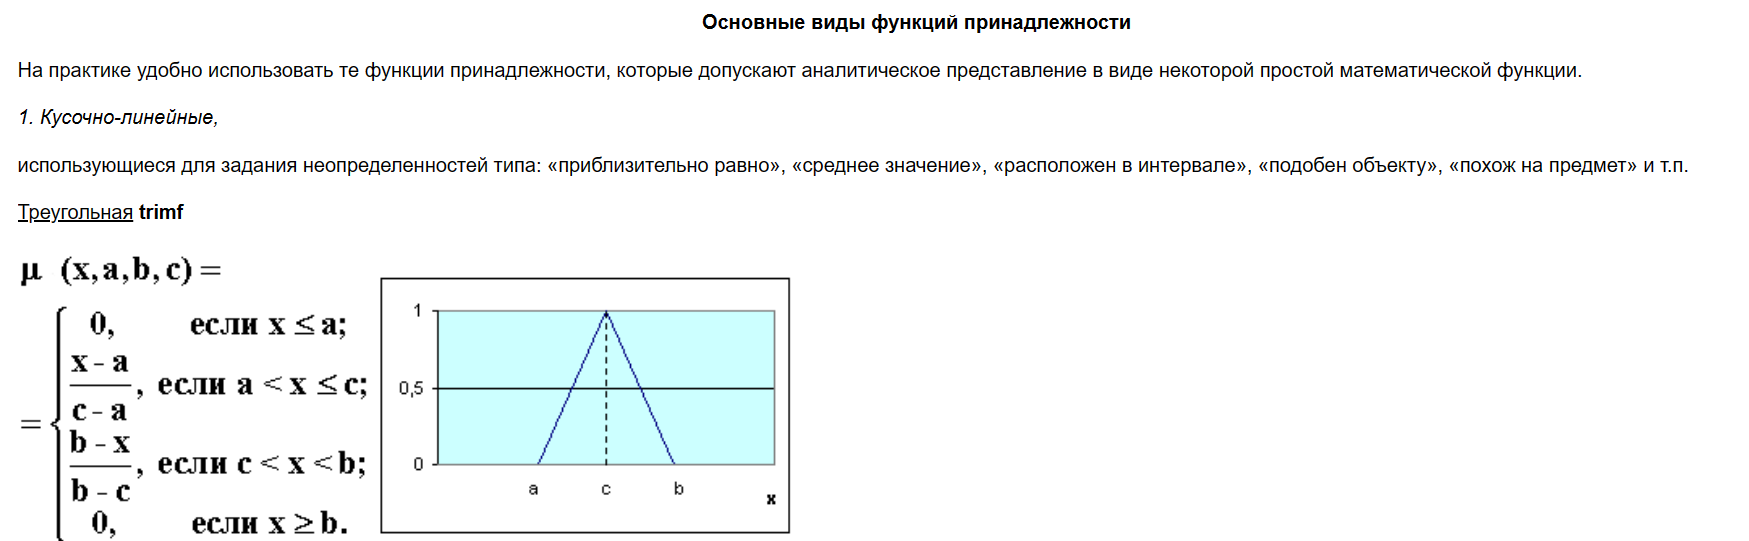 Основные виды функций принадлежности
На практике удобно использовать те функции принадлежности, которые допускают аналитическое представление в виде некоторой простой математической функции.
1. Кусочно-линейные,
использующиеся для задания неопределенностей типа: «приблизительно равно», «среднее значение», «расположен в интервале», «подобен объекту», «похож на предмет» и т.п.
Треугольная trimf
μ (x,a,b,c) =
0, если x ≤ a;
x - a
, если a < x ≤ c;
c - a
=
b - x
, если c < x < b;
b - c
0, если x ≥ b.
1
0,5
0
a c b
x